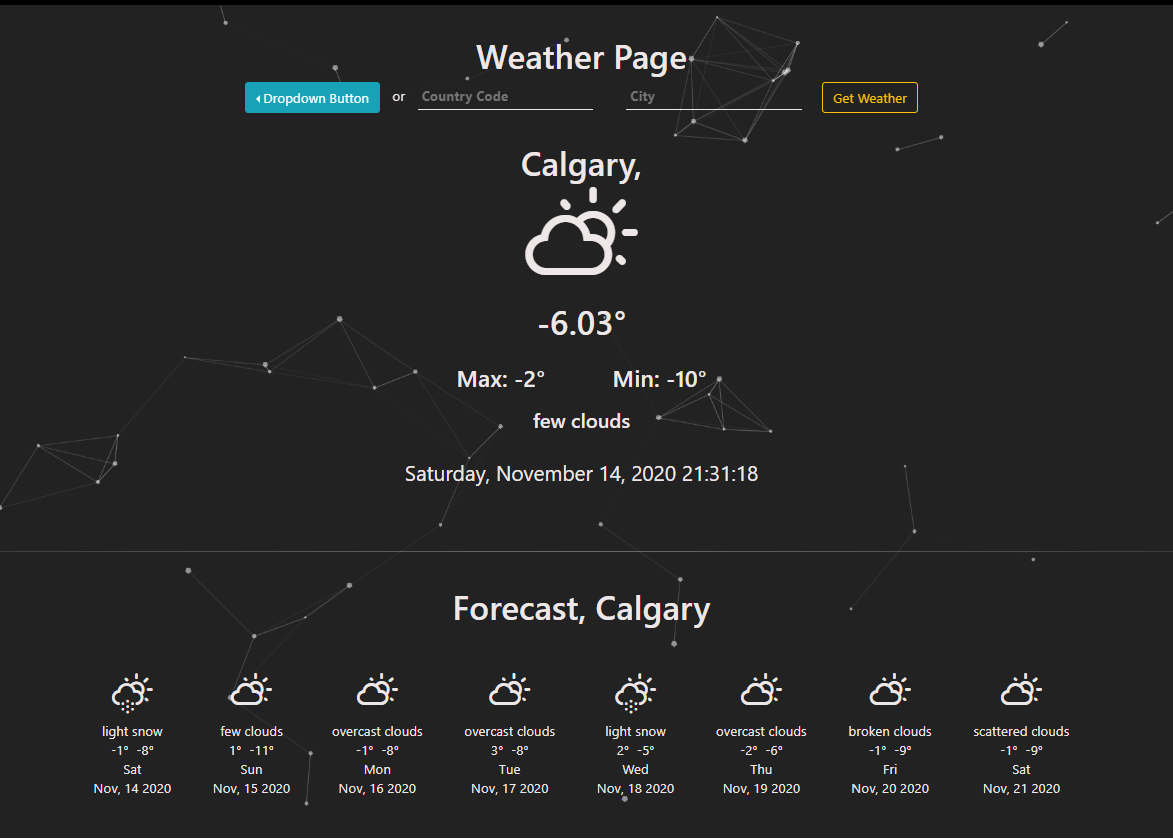 Weather Page
Dropdown Button or Country Code City Get Weather
Calgary,
-6.03°
Max: -2° Min: -10°
few clouds
Saturday, November 14, 2020 21:31:18
Forecast, Calgary
light snow few clouds overcast clouds overcast clouds light snow overcast clouds broken clouds scattered clouds
-1° -8° 1° -11° -1° -8° 3° -8° 2° -5° -2° -6° -1° -9° -1° -9°
Sat Sun Mon Tue Wed Thu Fri Sat
Nov, 14 2020 Nov, 15 2020 Nov, 16 2020 Nov, 17 2020 Nov, 18 2020 Nov, 19 2020 Nov, 20 2020 Nov, 21 2020